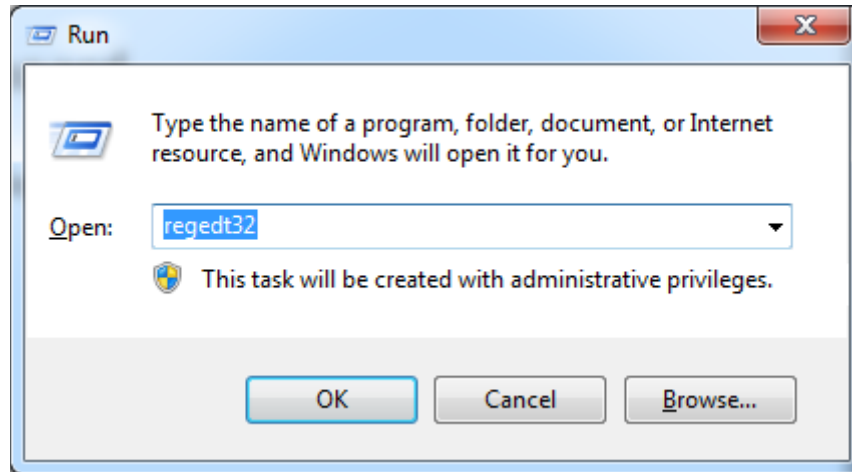 Run
Type the name of a program, folder, document, or Internet
resource, and Windows will open it for you.
Open: regedt32
This task will be created with administrative privileges.
OK Cancel Browse...